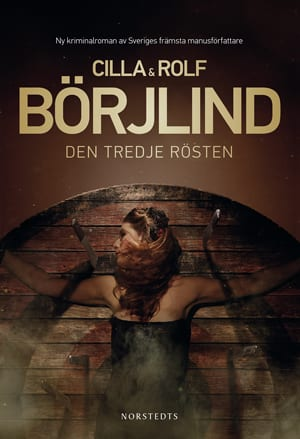 Ny kriminalroman av Sveriges främsta manusförfattare
CILLA & ROLF
BÖRJLIND
DEN TREDJE RÖSTEN
NORSTEDTS